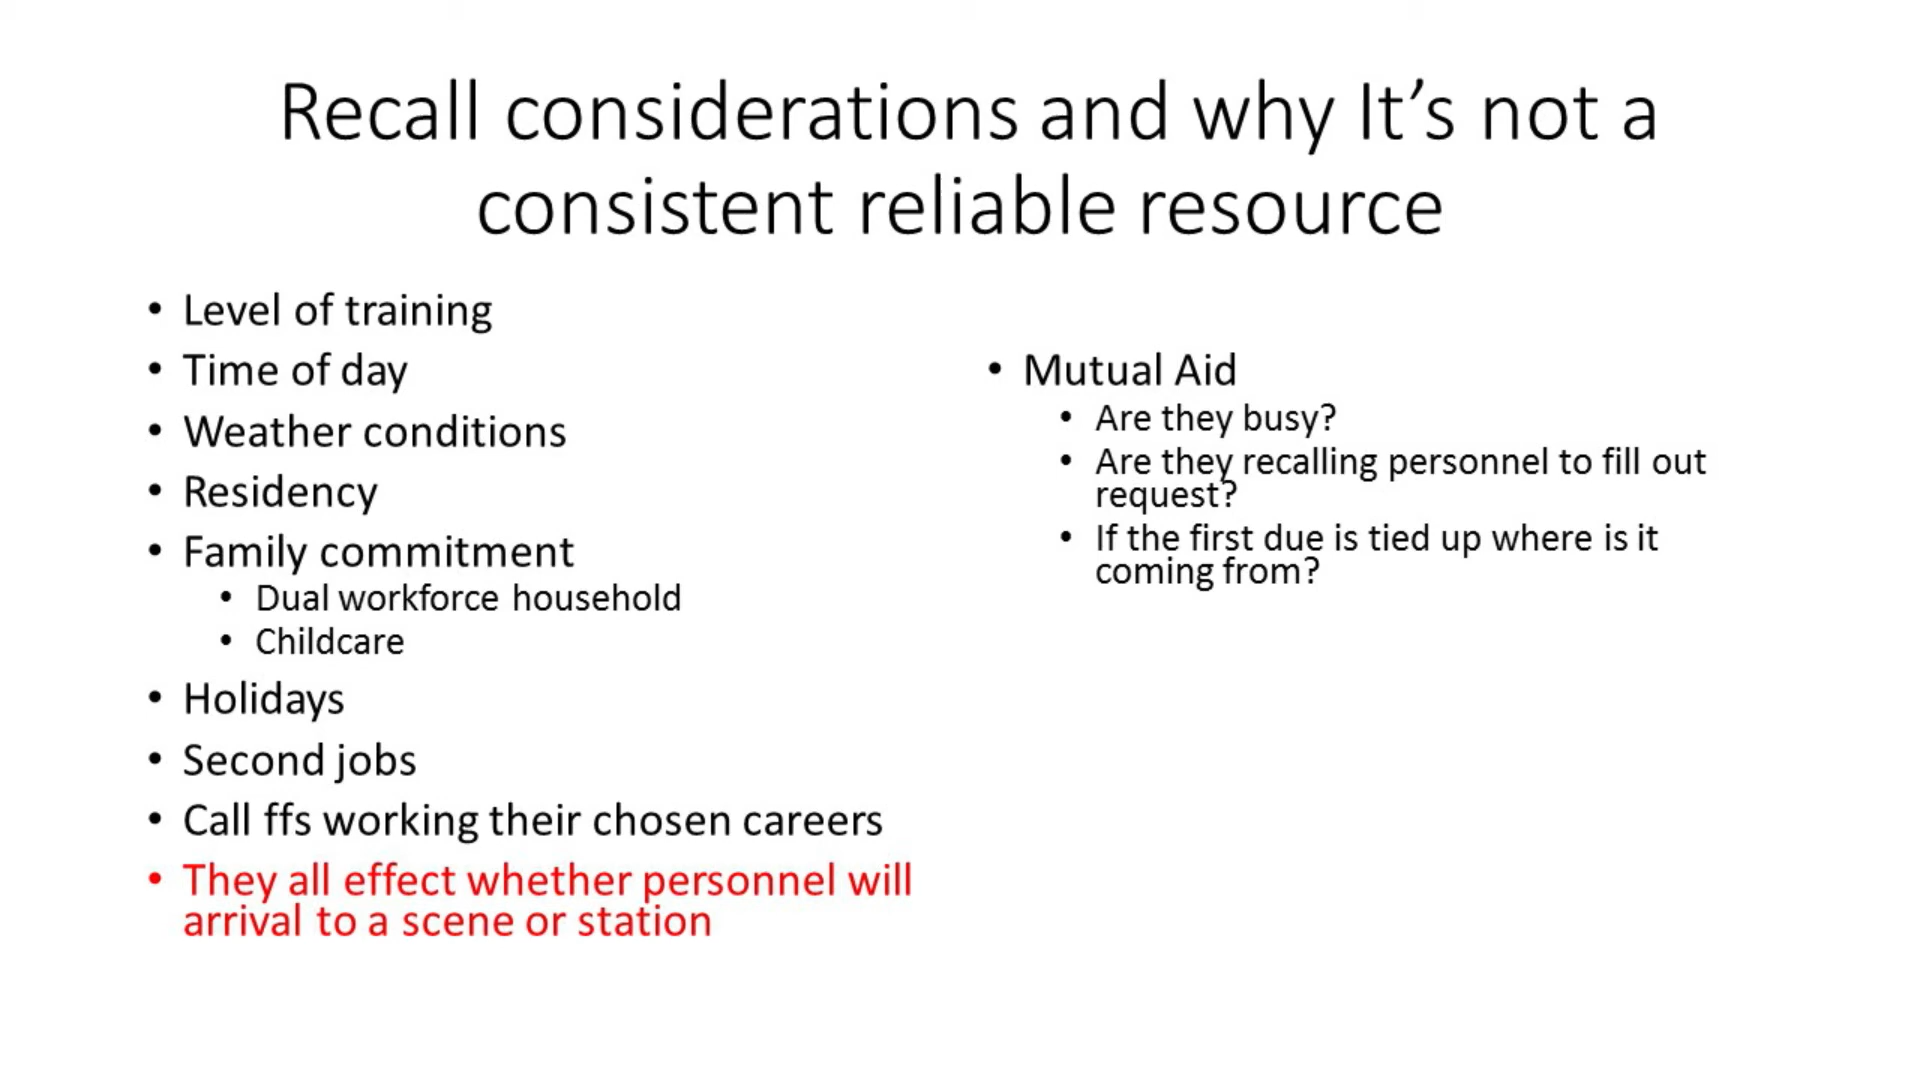 Recall considerations and why It’s not a
consistent reliable resource
• Level of training
• Time of day
• Weather conditions
• Residency
• Family commitment
• Dual workforce household
• Childcare
• Holidays
• Second jobs
• Call ffs working their chosen careers
• They all effect whether personnel will
arrival to a scene or station
• Mutual Aid
• Are they busy?
• Are they recalling personnel to fill out
request?
• If the first due is tied up where is it
coming from?